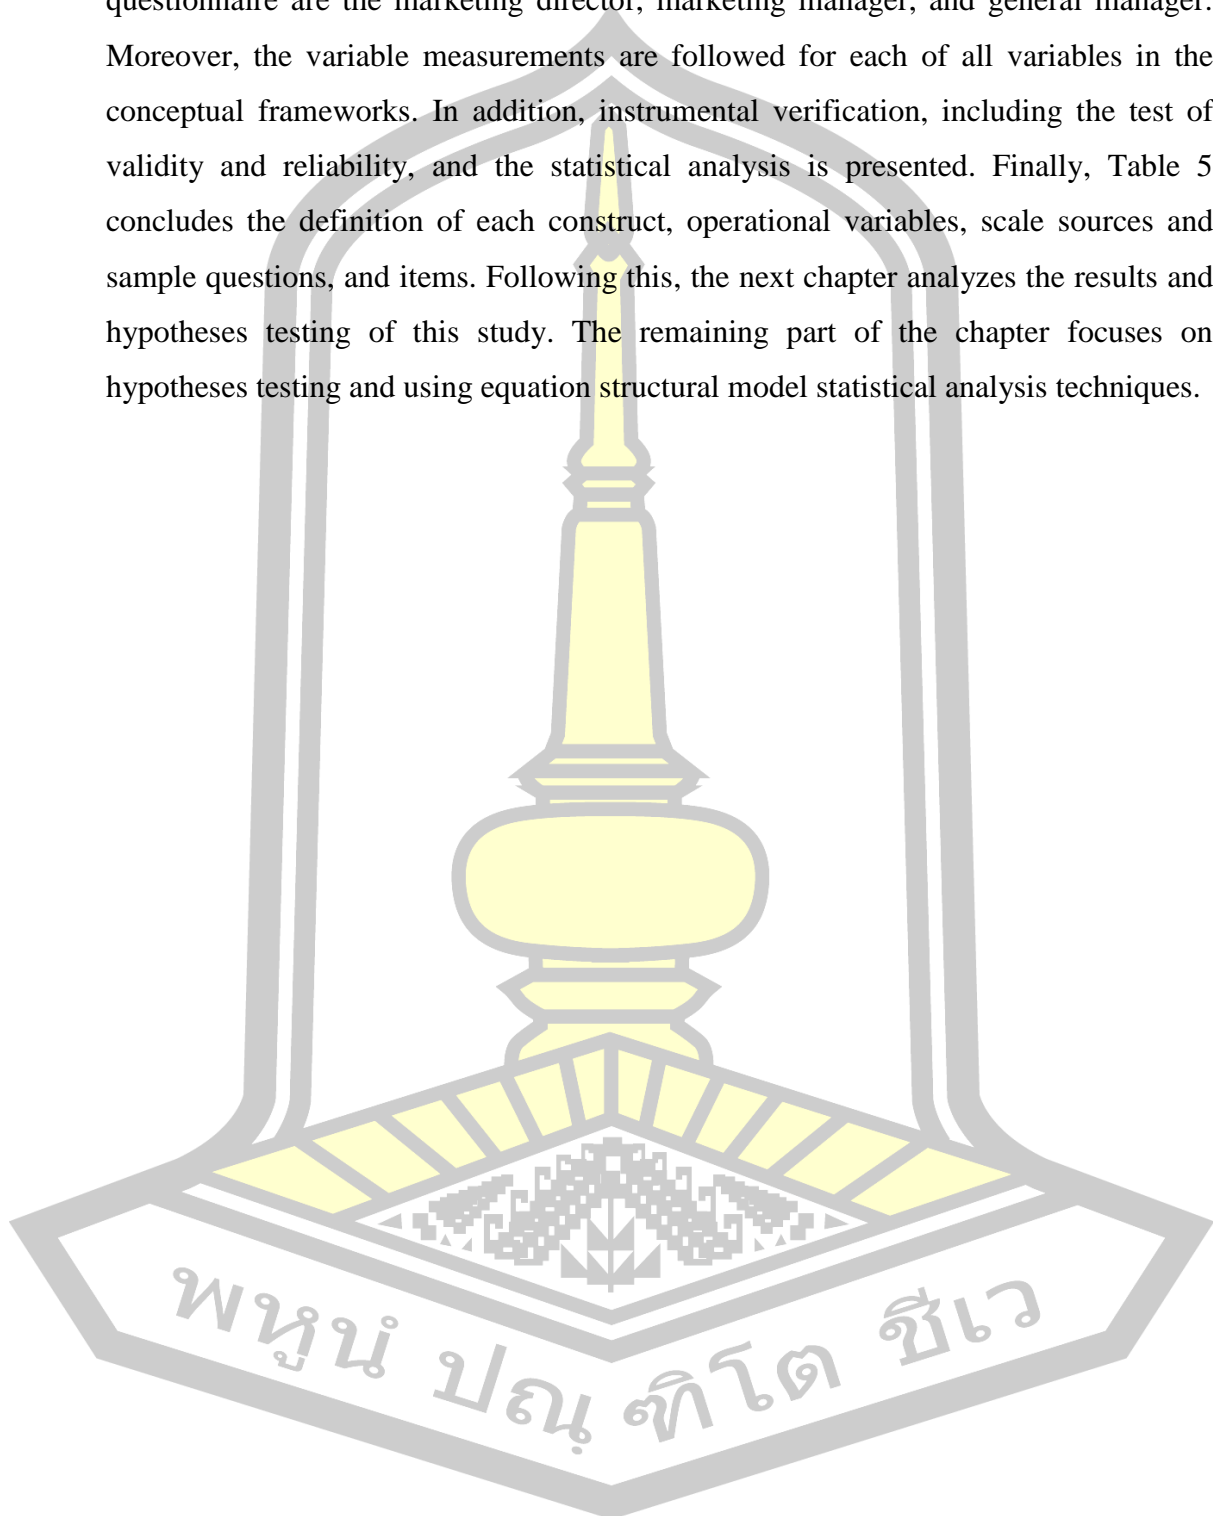 questionnaire are the marketing director, marketing manager, and general manager.
Moreover, the variable measurements are followed for each of all variables in the
conceptual frameworks. In addition, instrumental verification, including the test of
validity and reliability, and the statistical analysis is presented. Finally, Table 5
concludes the definition of each construct, operational variables, scale sources and
sample questions, and items. Following this, the next chapter analyzes the results and
hypotheses testing of this study. The remaining part of the chapter focuses on
hypotheses testing and using equation structural model statistical analysis techniques.
พหูนํ ปณฺฑิโต ชีเว